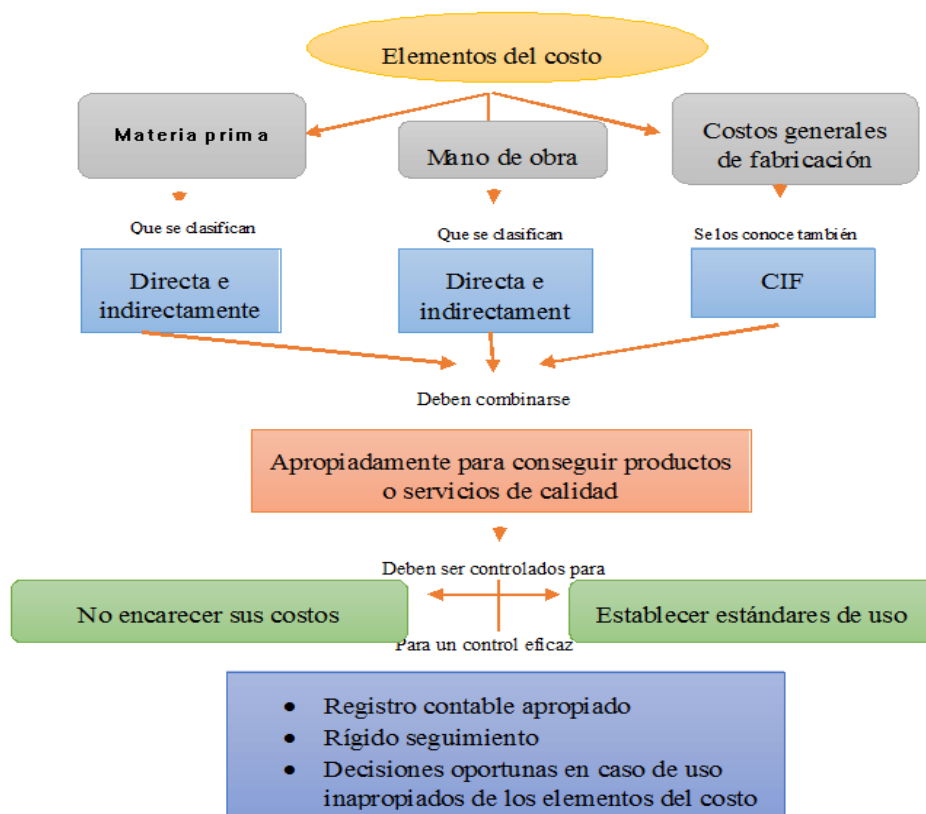 Elementos del costo
Materia prima
Mano de obra
Costos generales
de fabricación
Que se clasifican
Que se clasifican
Se los conoce también
Directa e
indirectamente
Directa e
indirectament
CIF
Deben combinarse
Apropiadamente para conseguir productos
o servicios de calidad
Deben ser controlados para
No encarecer sus costos
Establecer estándares de uso
Para un control eficaz
• Registro contable apropiado
• Rígido seguimiento
• Decisiones oportunas en caso de uso
inapropiados de los elementos del costo